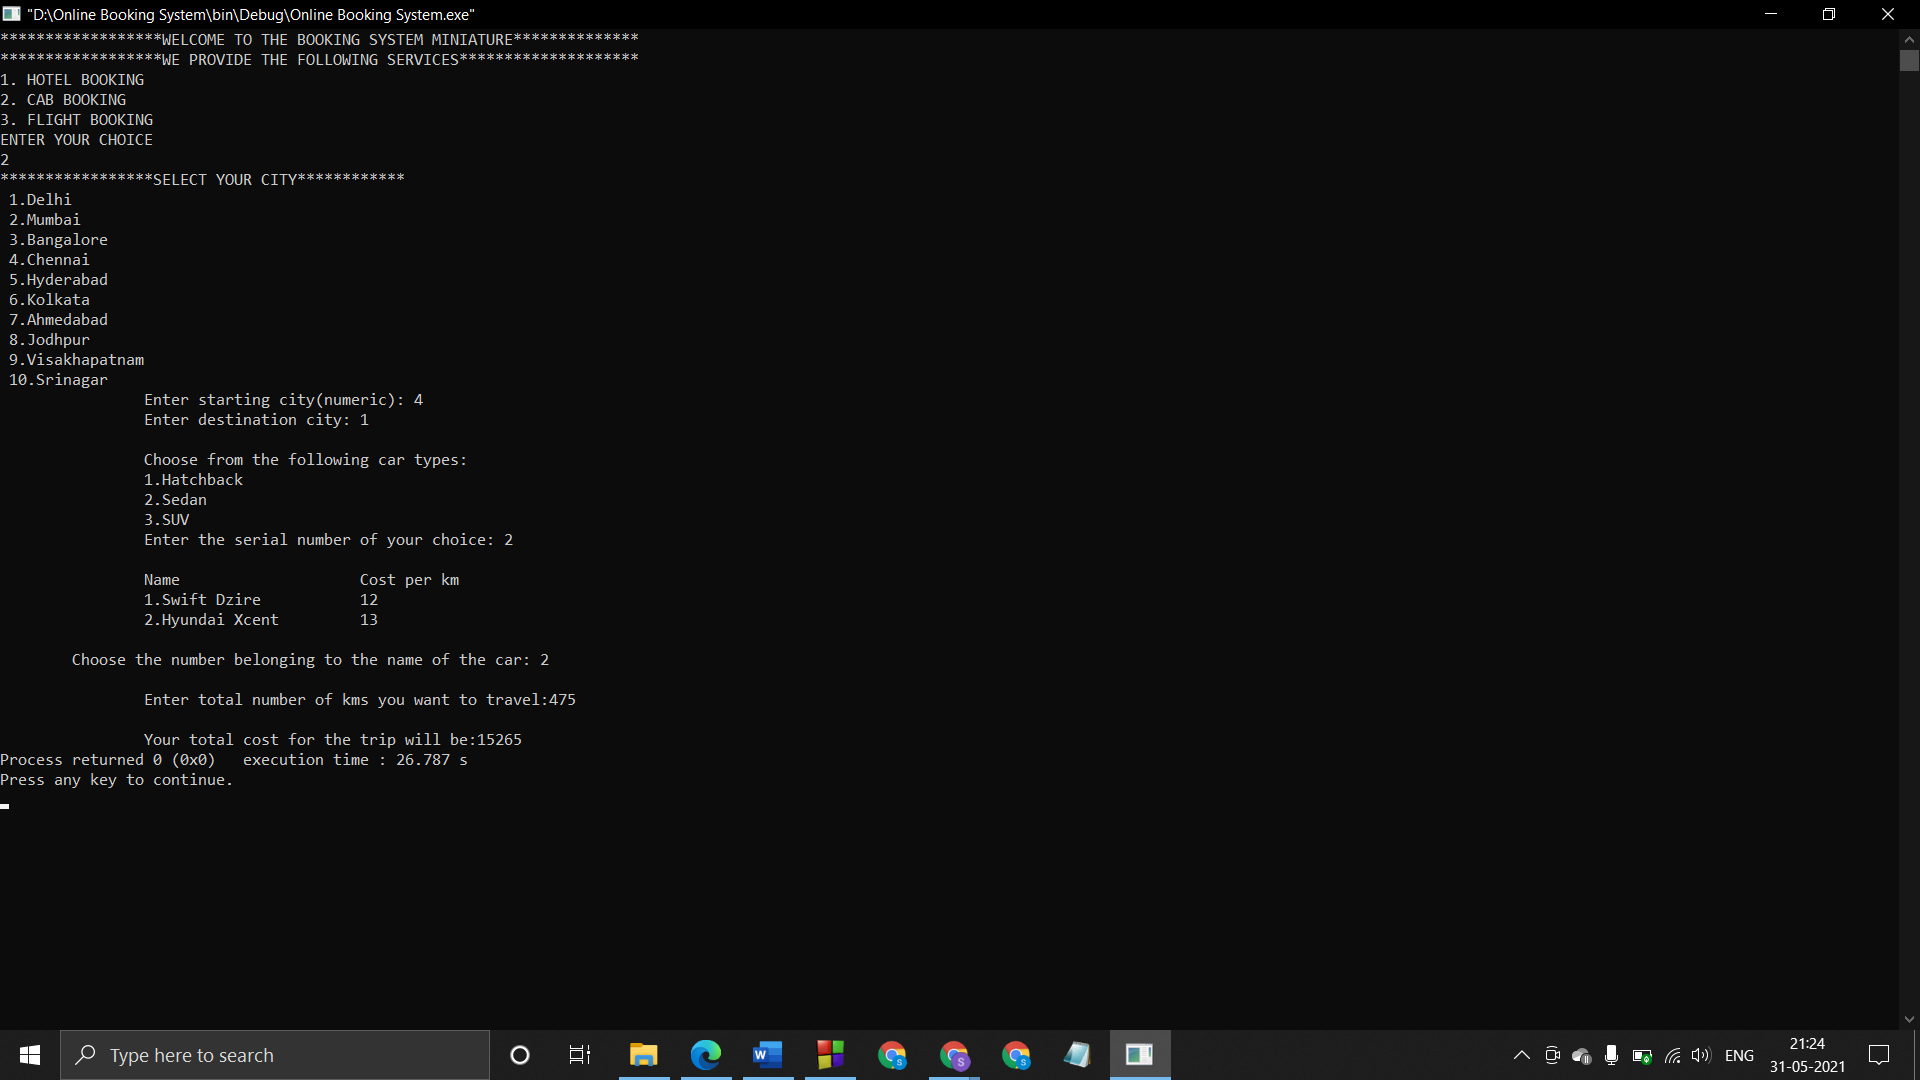 "D:\Online Booking System\bin\Debug\Online Booking System.exe"
******************WELCOME TO THE BOOKING SYSTEM MINIATURE**************
******************WE PROVIDE THE FOLLOWING SERVICES********************
1. HOTEL BOOKING
2. CAB BOOKING
3. FLIGHT BOOKING
ENTER YOUR CHOICE
2
*****************SELECT YOUR CITY************
1.Delhi
2.Mumbai
3.Bangalore
4.Chennai
5.Hyderabad
6.Kolkata
7.Ahmedabad
8.Jodhpur
9.Visakhapatnam
10.Srinagar
Enter starting city(numeric): 4
Enter destination city: 1
Choose from the following car types:
1.Hatchback
2.Sedan
3.SUV
Enter the serial number of your choice: 2
Name Cost per km
1.Swift Dzire 12
2.Hyundai Xcent 13
Choose the number belonging to the name of the car: 2
Enter total number of kms you want to travel:475
Your total cost for the trip will be:15265
Process returned 0 (0x0) execution time : 26.787 s
Press any key to continue.
Type here to search
W
S
S
S
ENG
21:24
31-05-2021